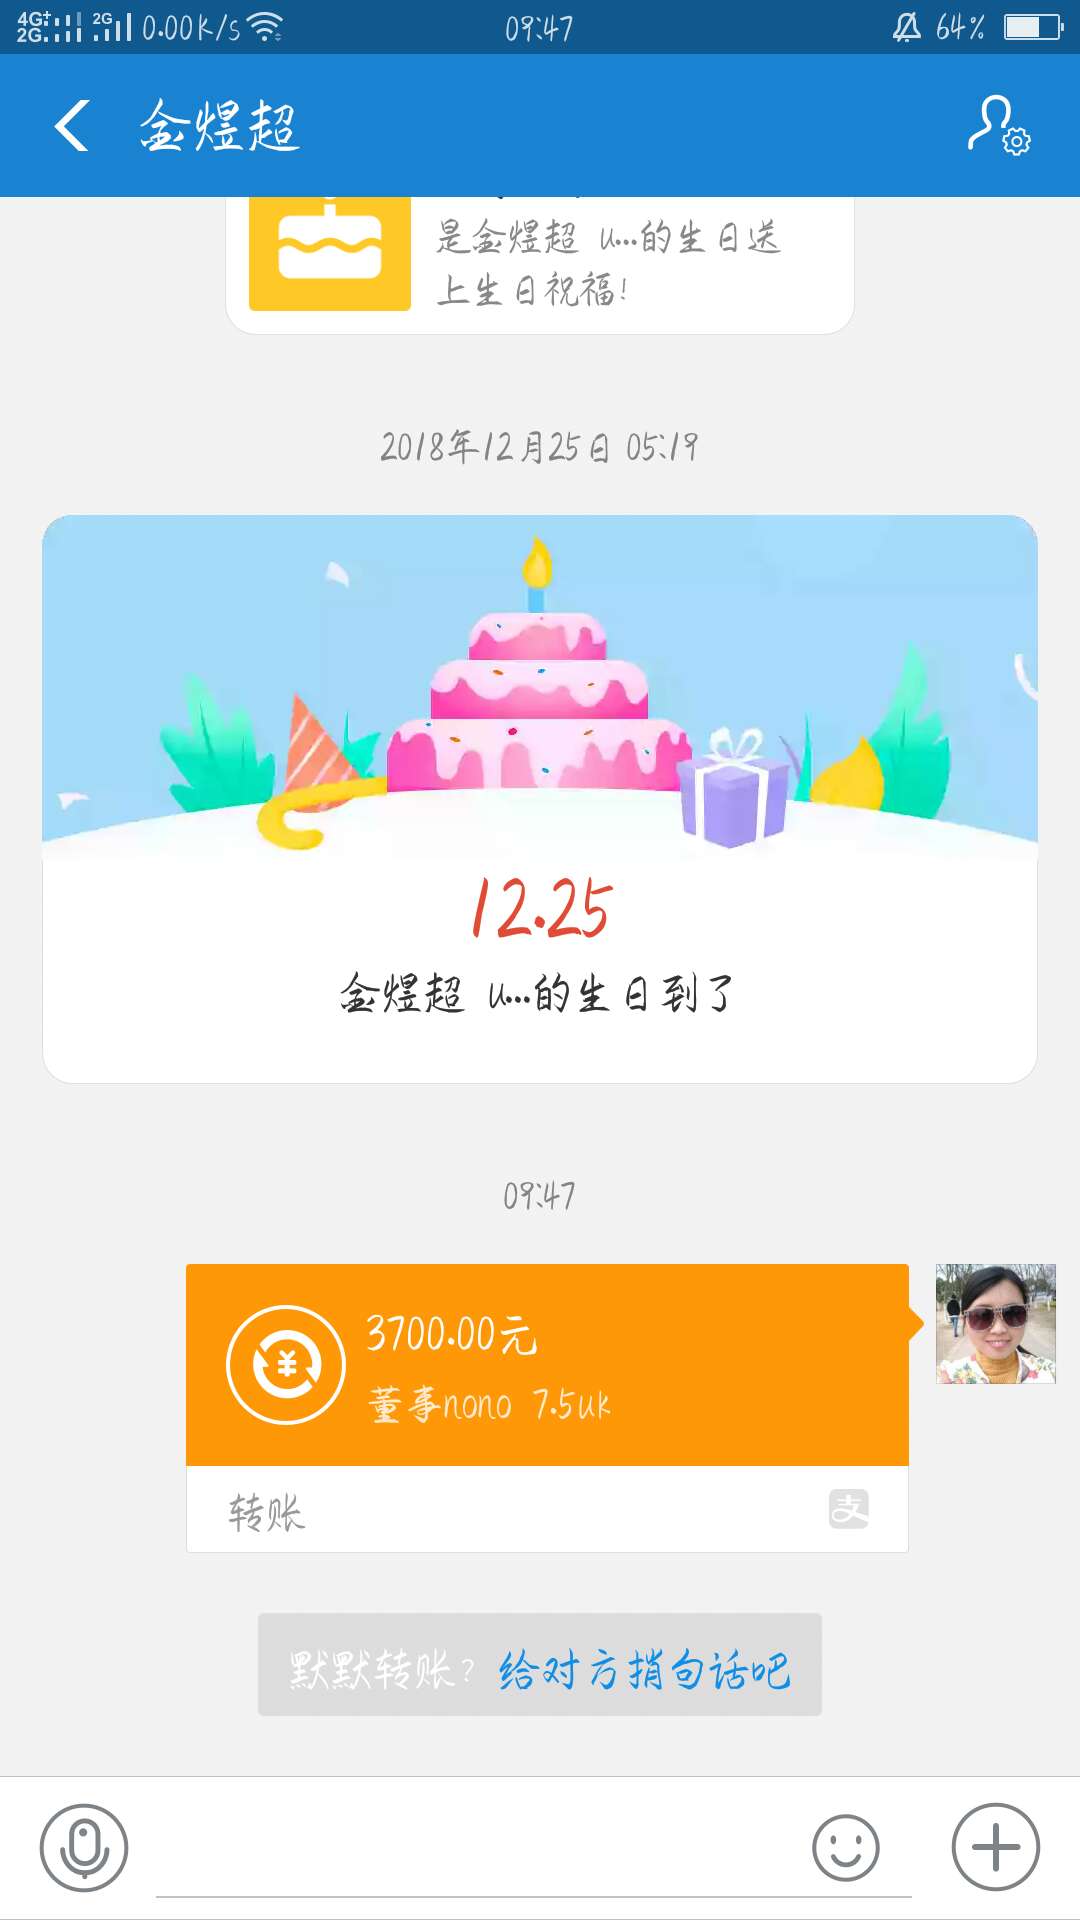 4G+ 2G 2G 0.00K/s 09:47 64%
金煜超
是金煜超 u...的生日送
上生日祝福!
2018年12月25日 05:19
12.25
金煜超 u...的生日到了
09:47
3700.00元
董事nono 7.5uk
转账 支
默默转账？给对方捎句话吧